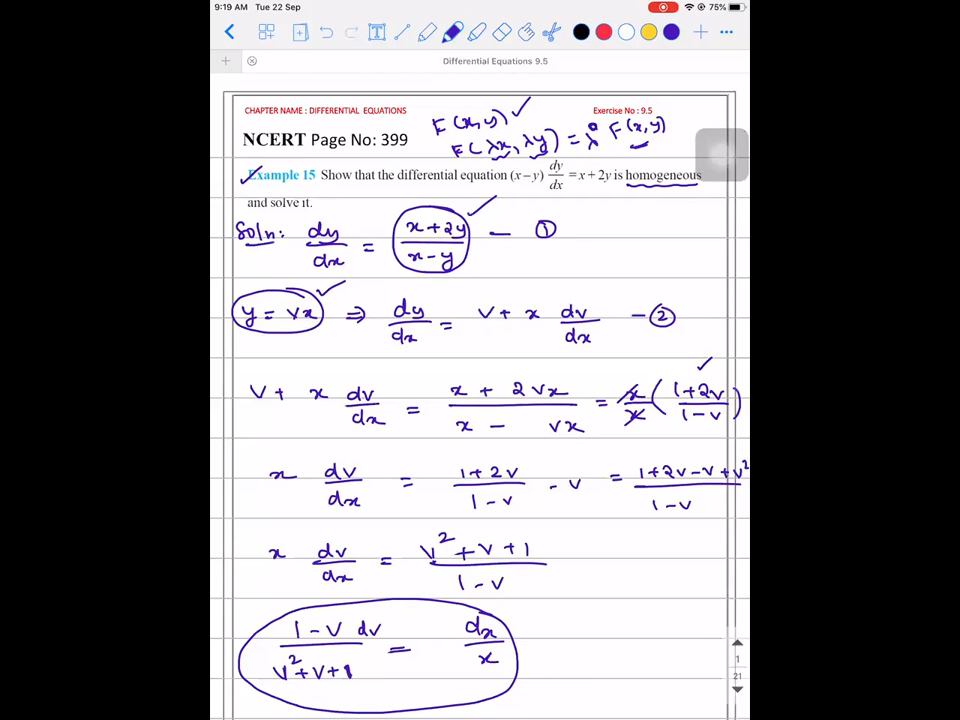 9:19 AM Tue 22 Sep 75%
Differential Equations 9.5
CHAPTER NAME : DIFFERENTIAL EQUATIONS Exercise No : 9.5
F(x,y) ✓
NCERT Page No: 399 F(λx, λy) = λ⁰ F(x,y)
Example 15 Show that the differential equation (x – y) dy/dx = x + 2y is homogeneous
and solve it.
Soln: dy/dx = (x+2y)/(x-y) — ①
y = vx ⇒ dy/dx = v + x dv/dx — ②
v + x dv/dx = (x + 2vx)/(x - vx) = x/x ((1+2v)/(1-v))
x dv/dx = (1+2v)/(1-v) - v = (1+2v-v+v²)/(1-v)
x dv/dx = (v²+v+1)/(1-v)
(1-v dv)/(v²+v+1) = dx/x
1
21